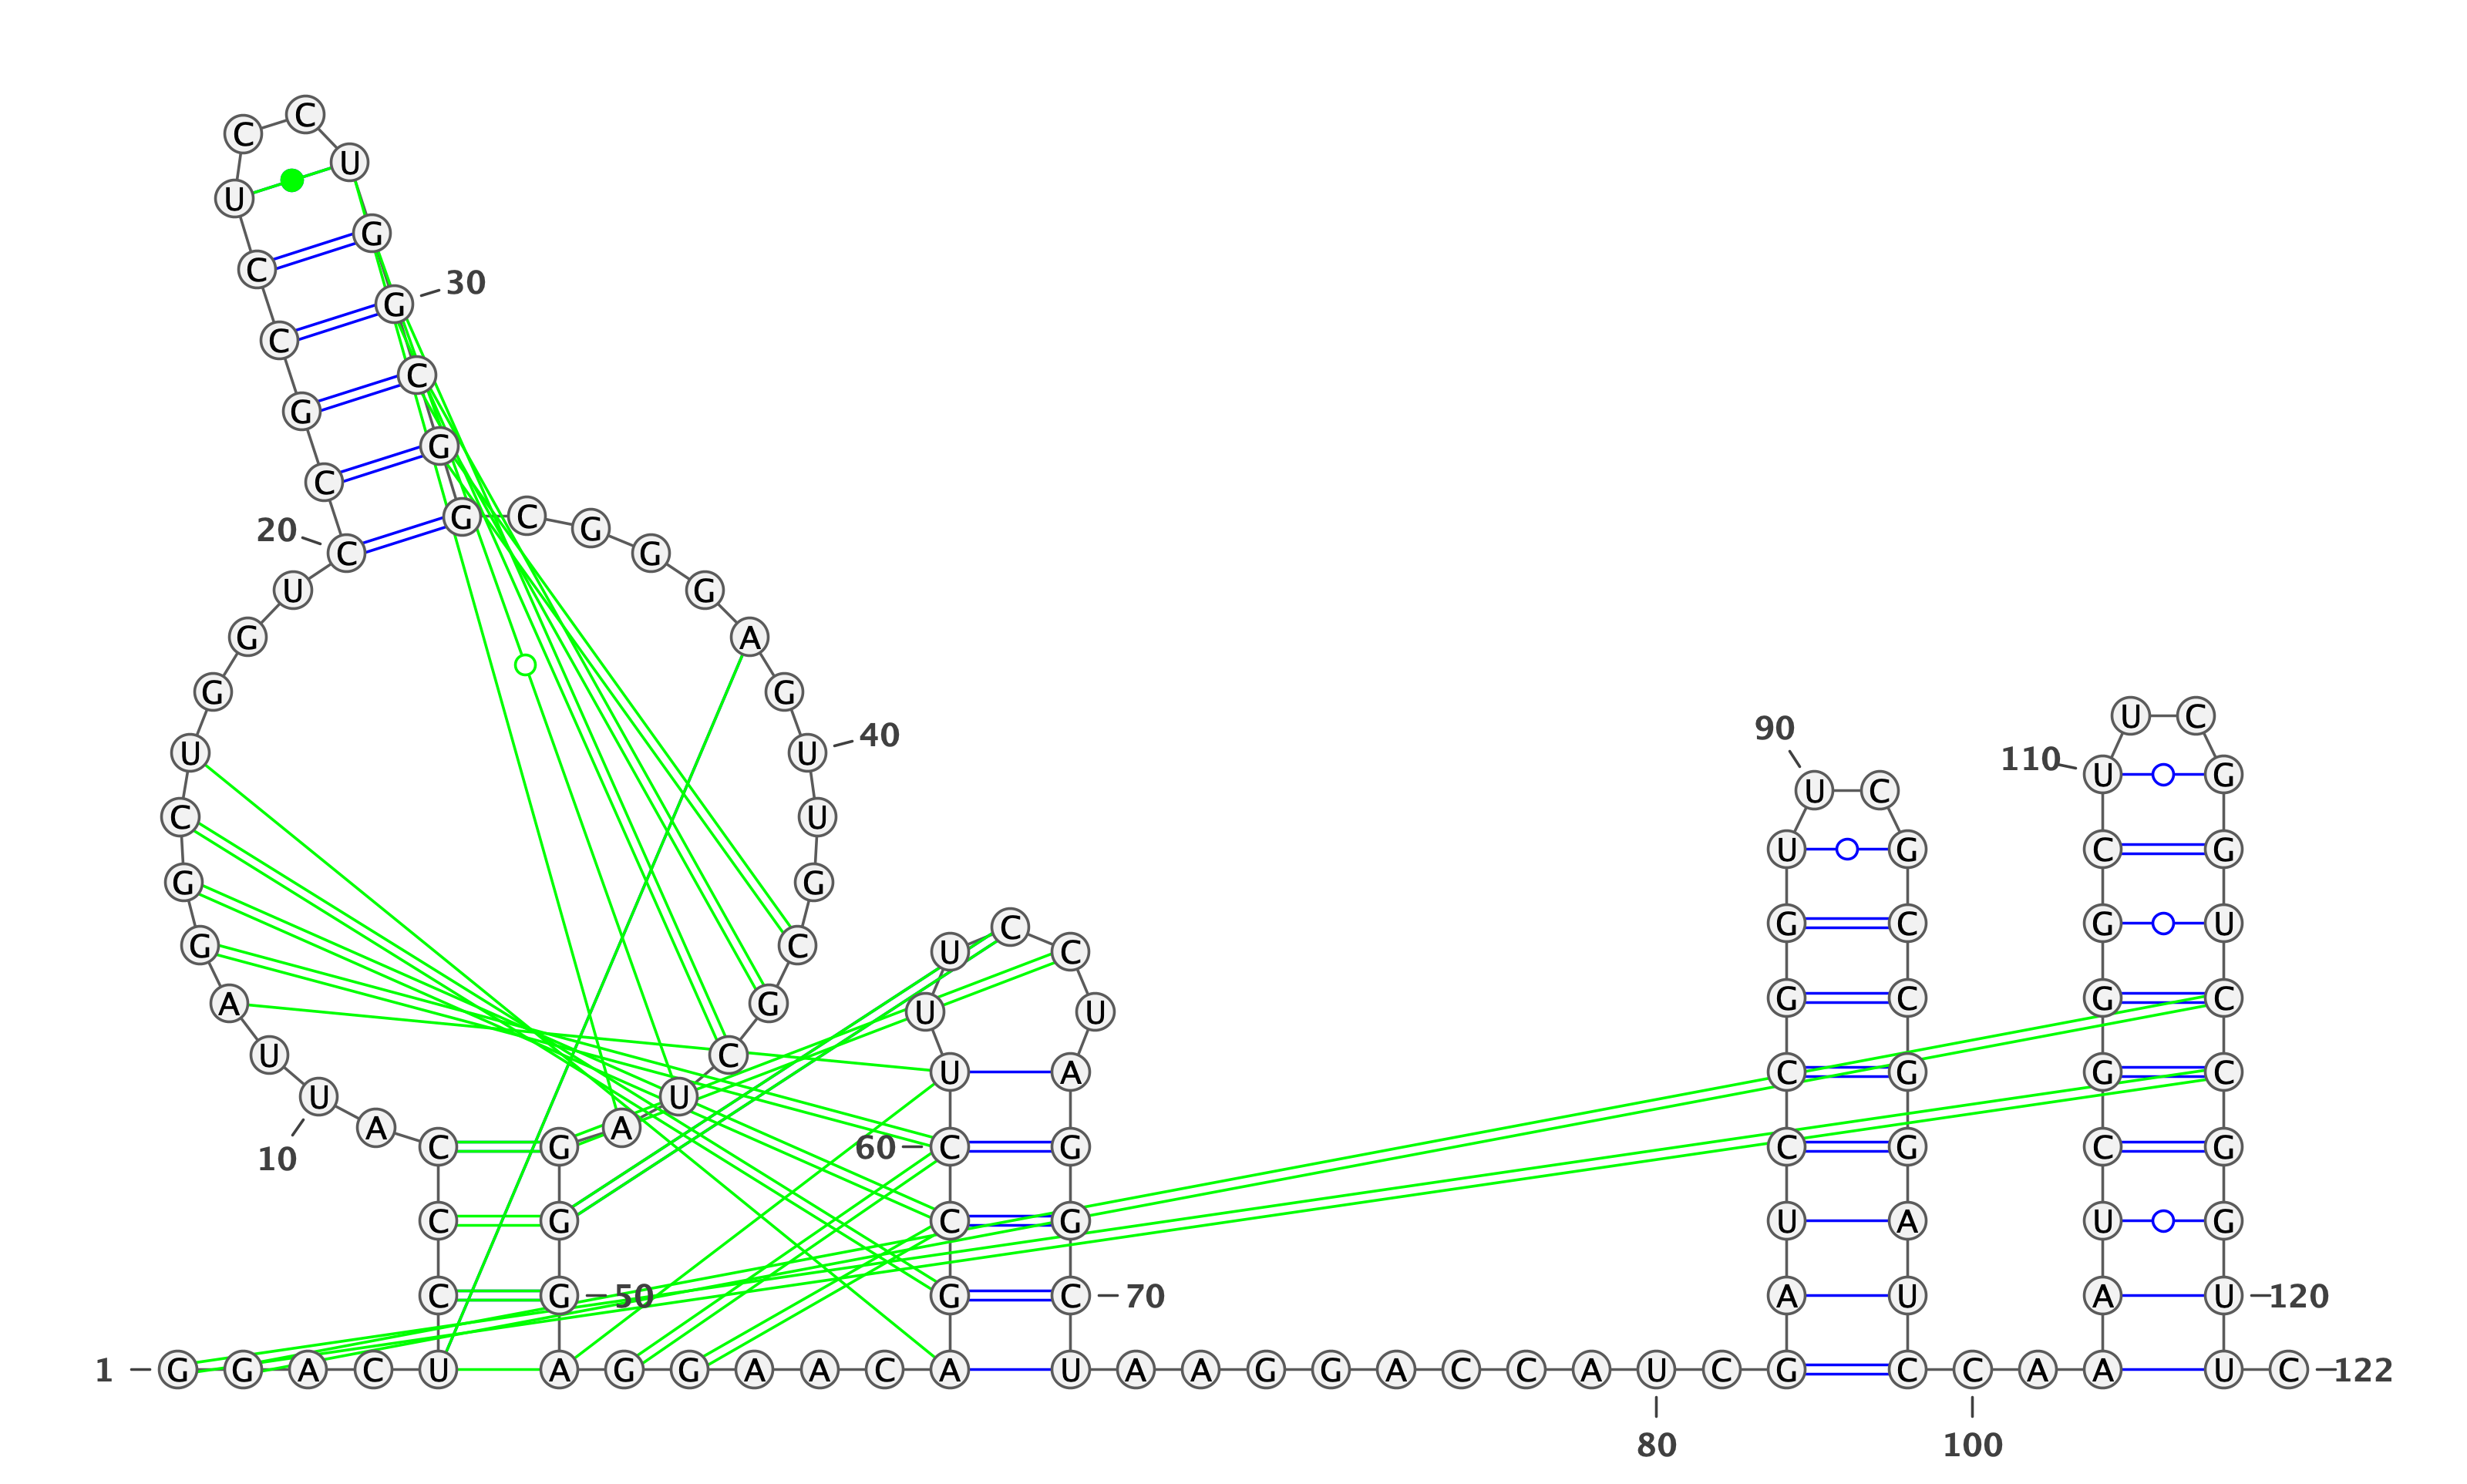 C
C
U
U
G
C
30
G
C
C
G
G
C
G C G
20
C G
U G
G A
G G
U C
90
40
U U
110 U G
U C
C U
U G C G
G G
G C G U
C
G C
U C
G C G C
A G
U U
U C
U A C G G C
U U
A A
C G 60 C G C G C G
10
C G C G U A U G
C G 50 G C 70 A U A U 120
1 G G A C U A G G A A C A U A A G G A C C A U C G C C A A U C 122
80 100